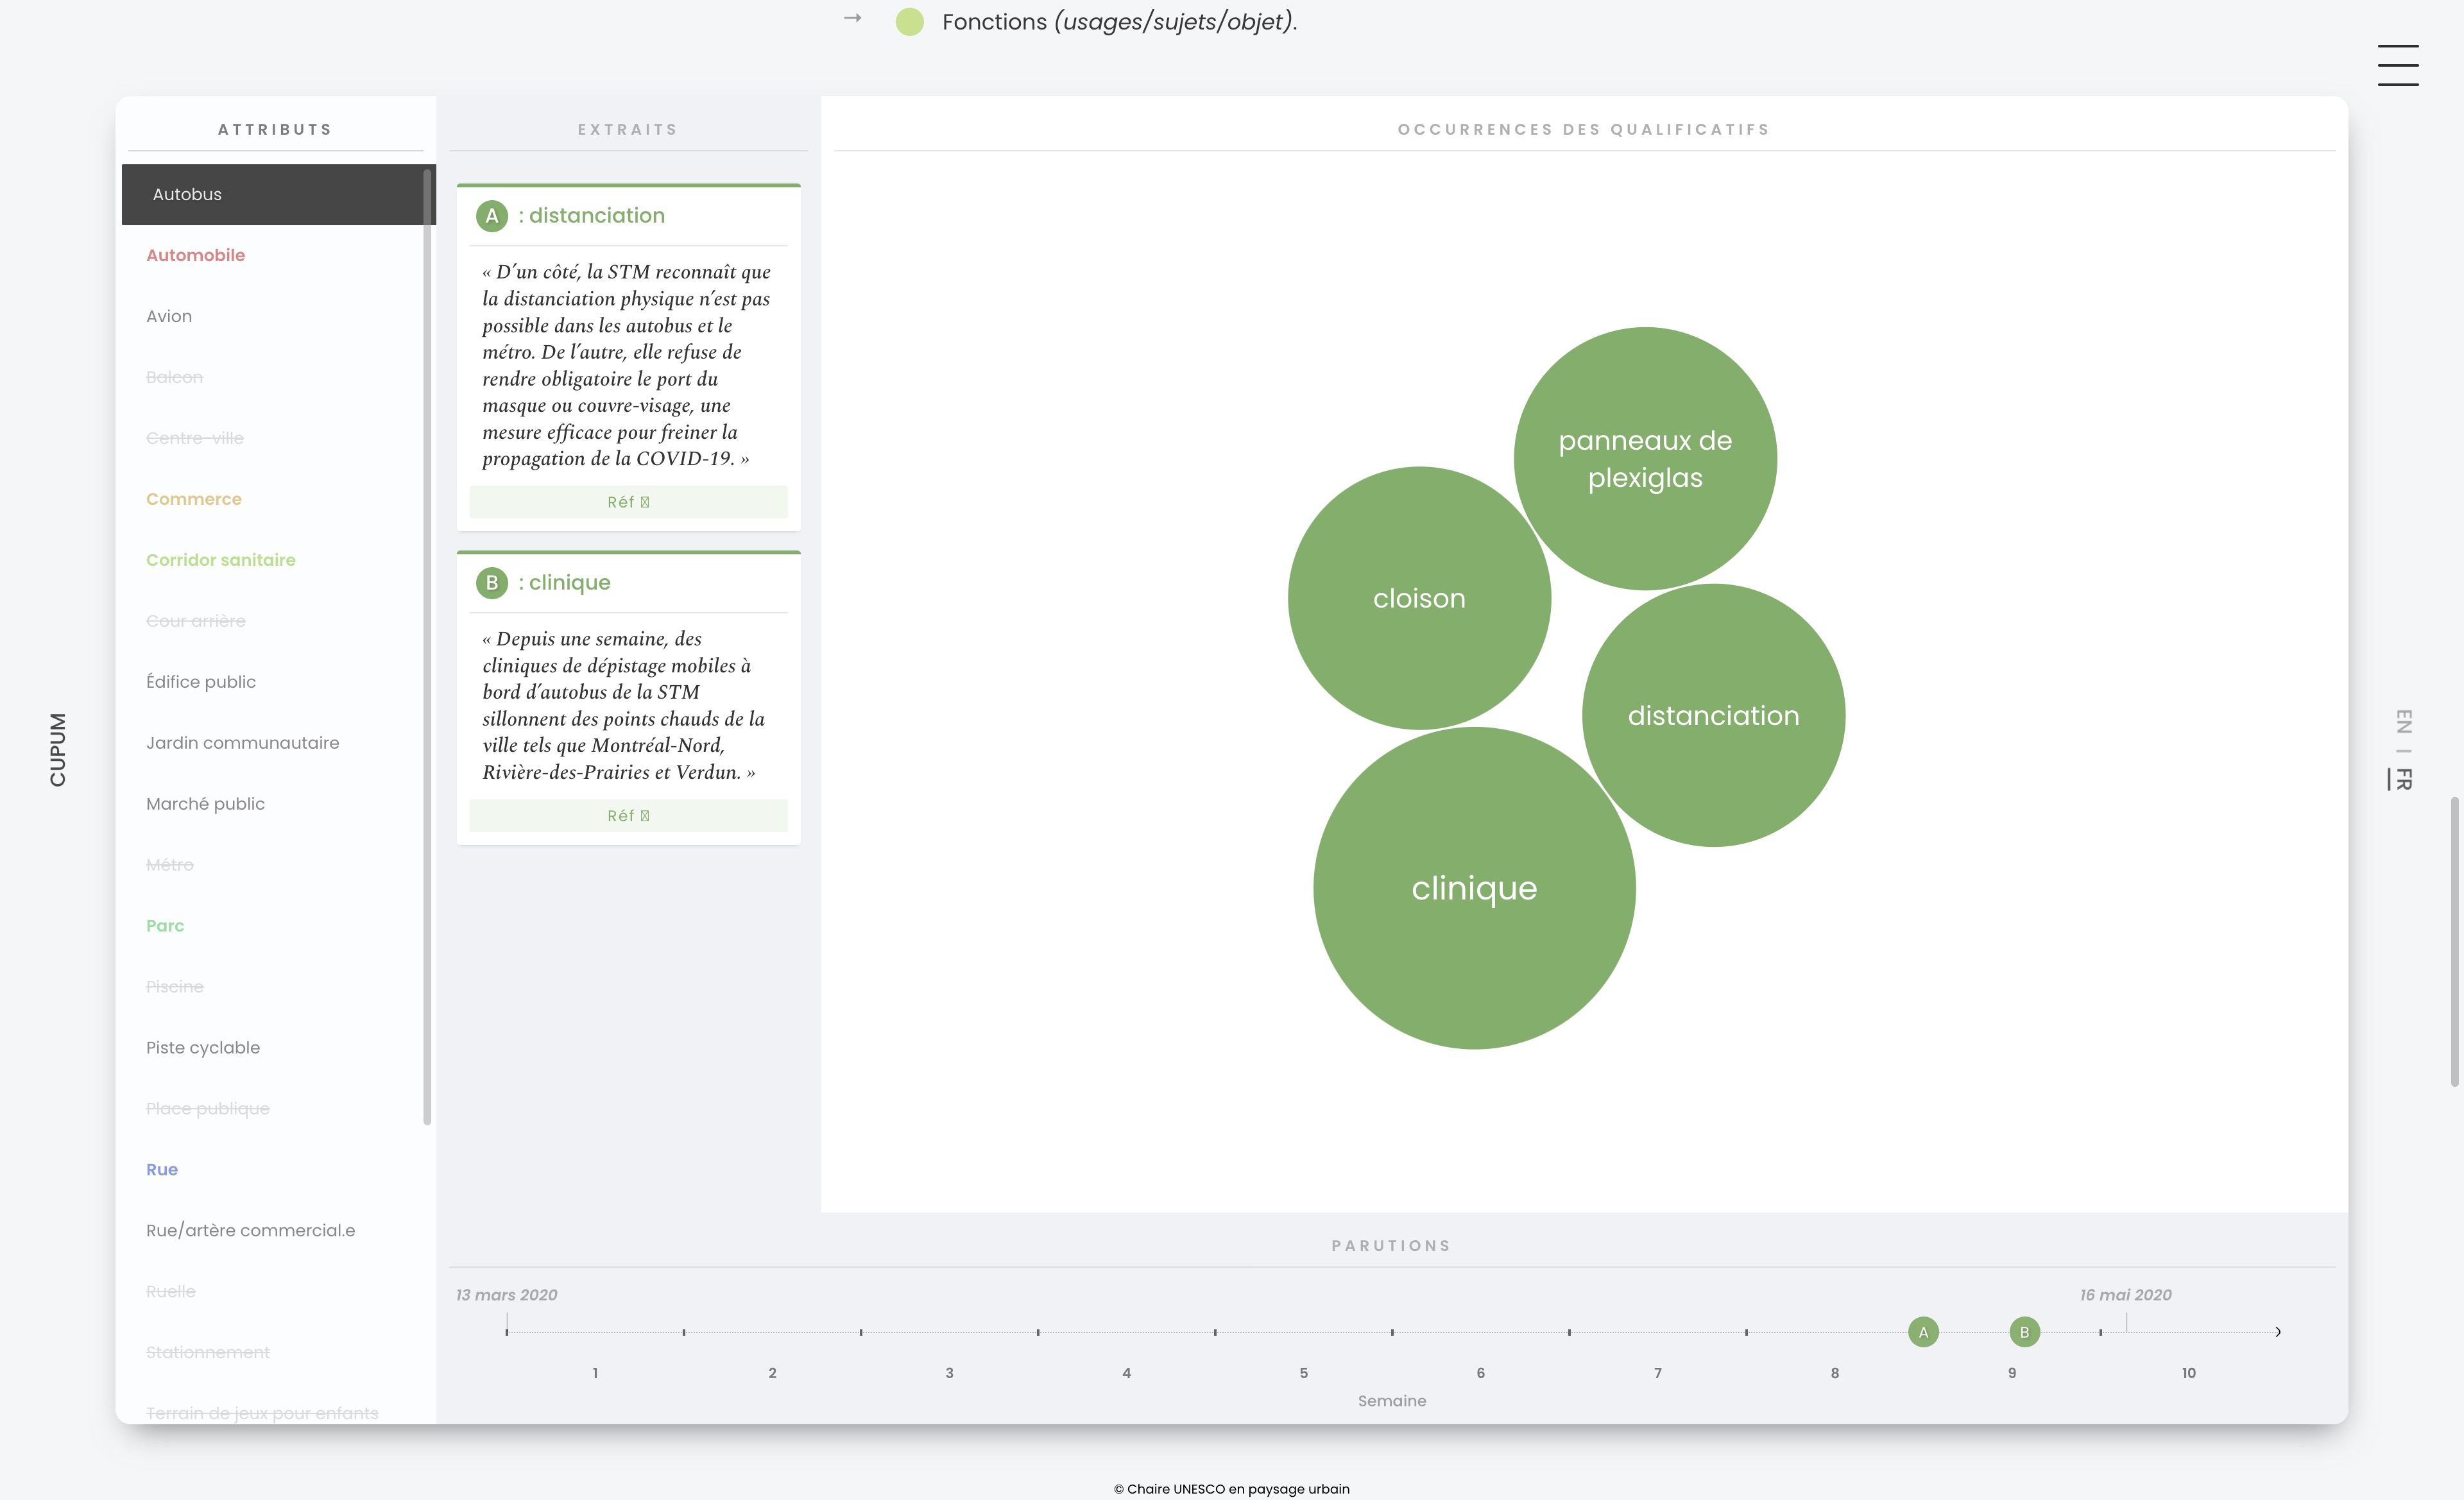 → Fonctions (usages/sujets/objet).
CUPUM
ATTRIBUTS
Autobus
Automobile
Avion
Balcon
Centre-ville
Commerce
Corridor sanitaire
Cour arrière
Édifice public
Jardin communautaire
Marché public
Métro
Parc
Piscine
Piste cyclable
Place publique
Rue
Rue/artère commercial.e
Ruelle
Stationnement
Terrain de jeux pour enfants
EXTRAITS
A : distanciation
« D’un côté, la STM reconnaît que
la distanciation physique n’est pas
possible dans les autobus et le
métro. De l’autre, elle refuse de
rendre obligatoire le port du
masque ou couvre-visage, une
mesure efficace pour freiner la
propagation de la COVID-19. »
Réf
B : clinique
« Depuis une semaine, des
cliniques de dépistage mobiles à
bord d’autobus de la STM
sillonnent des points chauds de la
ville tels que Montréal-Nord,
Rivière-des-Prairies et Verdun. »
Réf
OCCURRENCES DES QUALIFICATIFS
panneaux de
plexiglas
cloison
distanciation
clinique
PARUTIONS
13 mars 2020
16 mai 2020
A B
1 2 3 4 5 6 7 8 9 10
Semaine
EN | FR
© Chaire UNESCO en paysage urbain